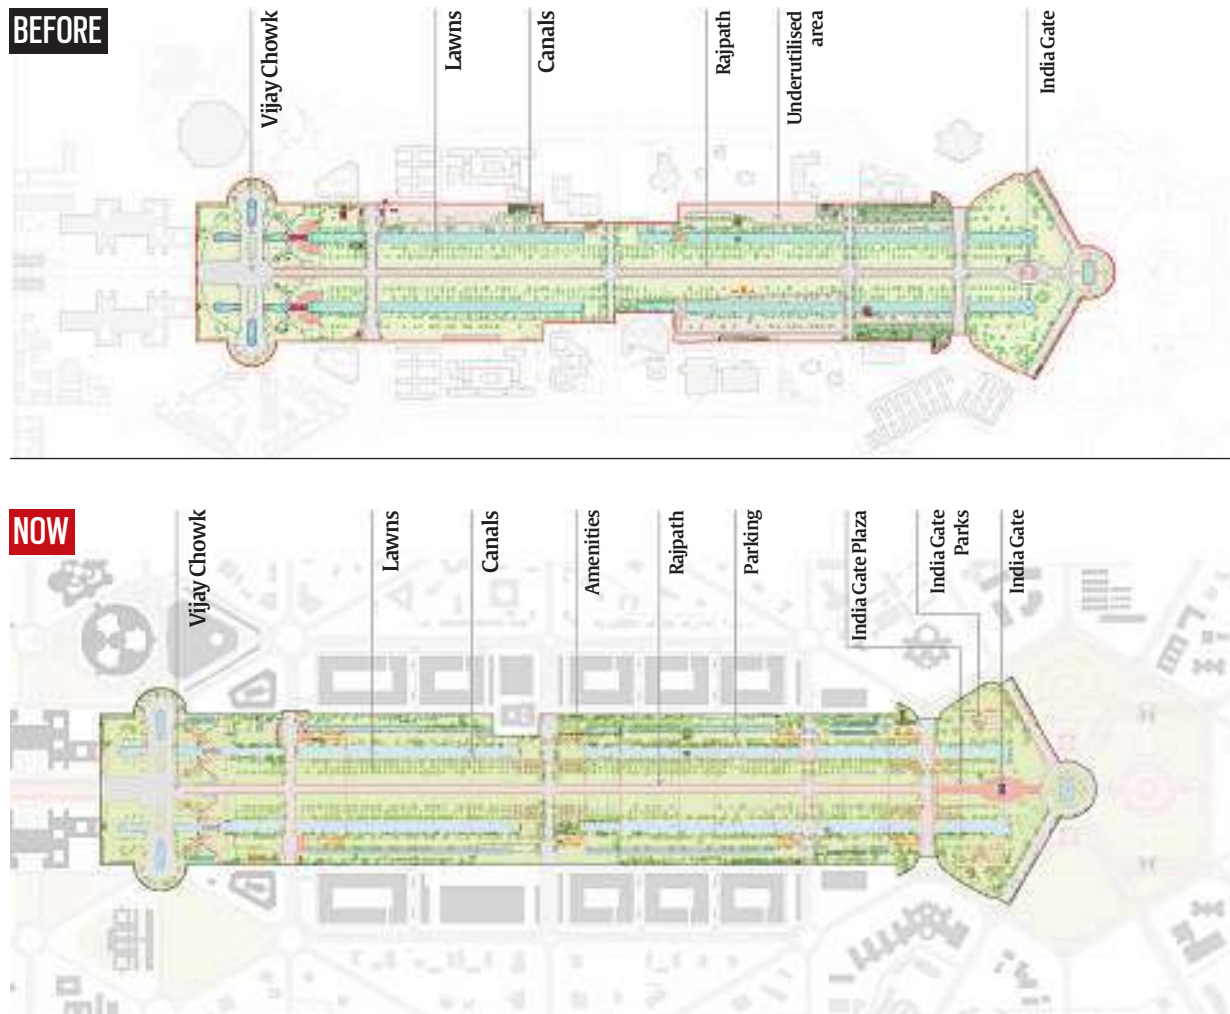 BEFORE
Vijay Chowk
Lawns
Canals
Rajpath
Underutilised
area
India Gate
NOW
Vijay Chowk
Lawns
Canals
Amenities
Rajpath
Parking
India Gate Plaza
India Gate
Parks
India Gate